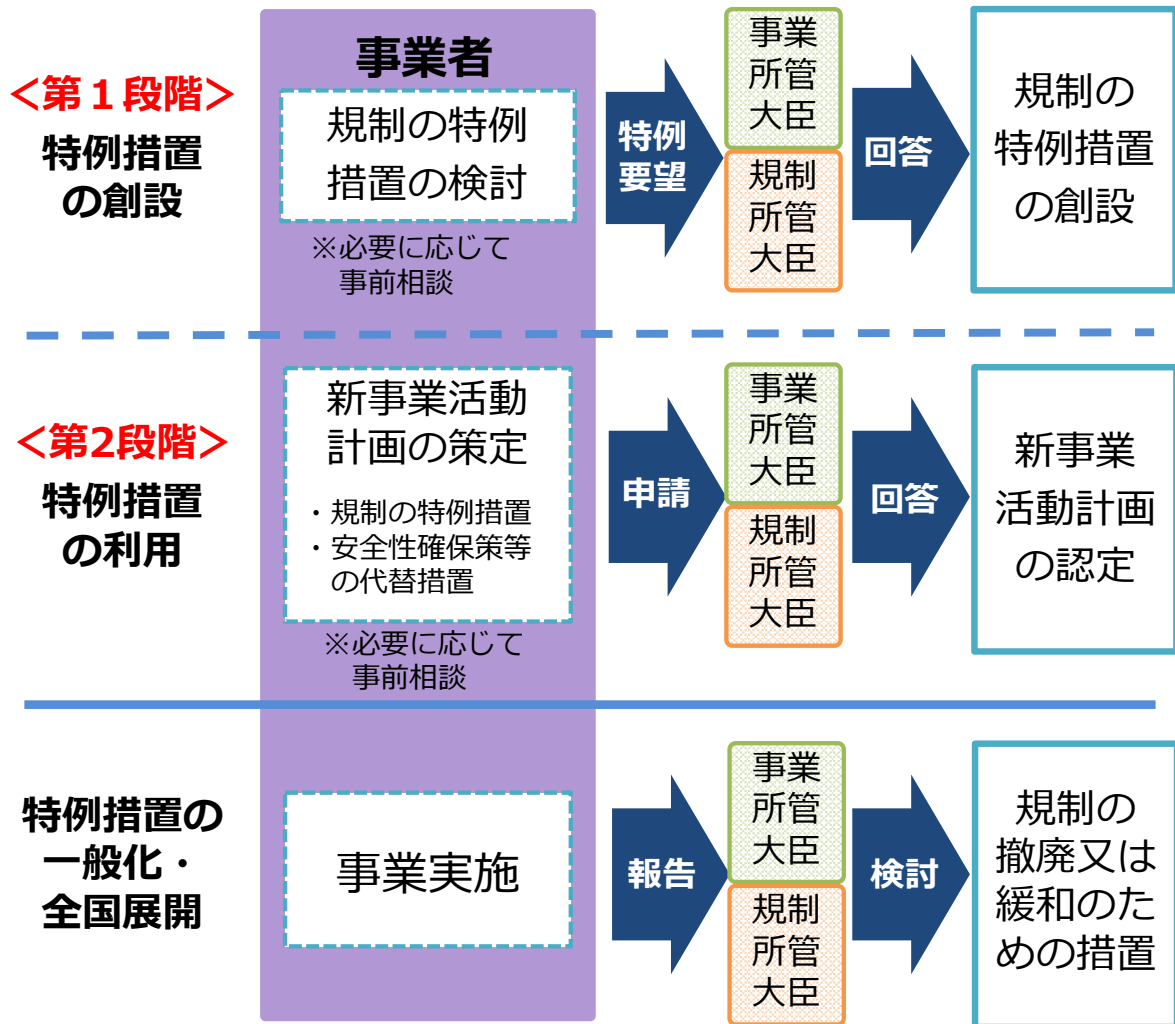 <第１段階>
特例措置
の創設
事業者
規制の特例
措置の検討
※必要に応じて
事前相談
特例
要望
事業
所管
大臣
規制
所管
大臣
回答
規制の
特例措置
の創設
<第2段階>
特例措置
の利用
新事業活動
計画の策定
・規制の特例措置
・安全性確保策等
の代替措置
※必要に応じて
事前相談
申請
事業
所管
大臣
規制
所管
大臣
回答
新事業
活動計画
の認定
特例措置の
一般化・
全国展開
事業実施
報告
事業
所管
大臣
規制
所管
大臣
検討
規制の
撤廃又は
緩和のた
めの措置